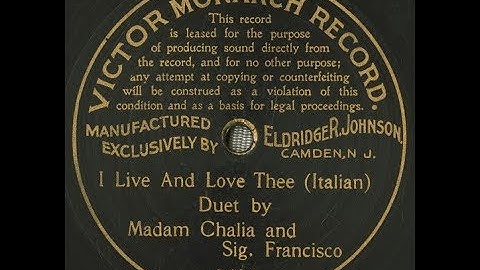 VICTOR MONARCH RECORD.
This record
is leased for the purpose
of producing sound directly from
the record, and for no other purpose;
any attempt at copying or counterfeiting
will be construed as a violation of this
condition and as a basis for legal proceedings.
MANUFACTURED
EXCLUSIVELY BY
ELDRIDGE R. JOHNSON,
CAMDEN, N J.
I Live And Love Thee (Italian)
Duet by
Madam Chalia and
Sig. Francisco